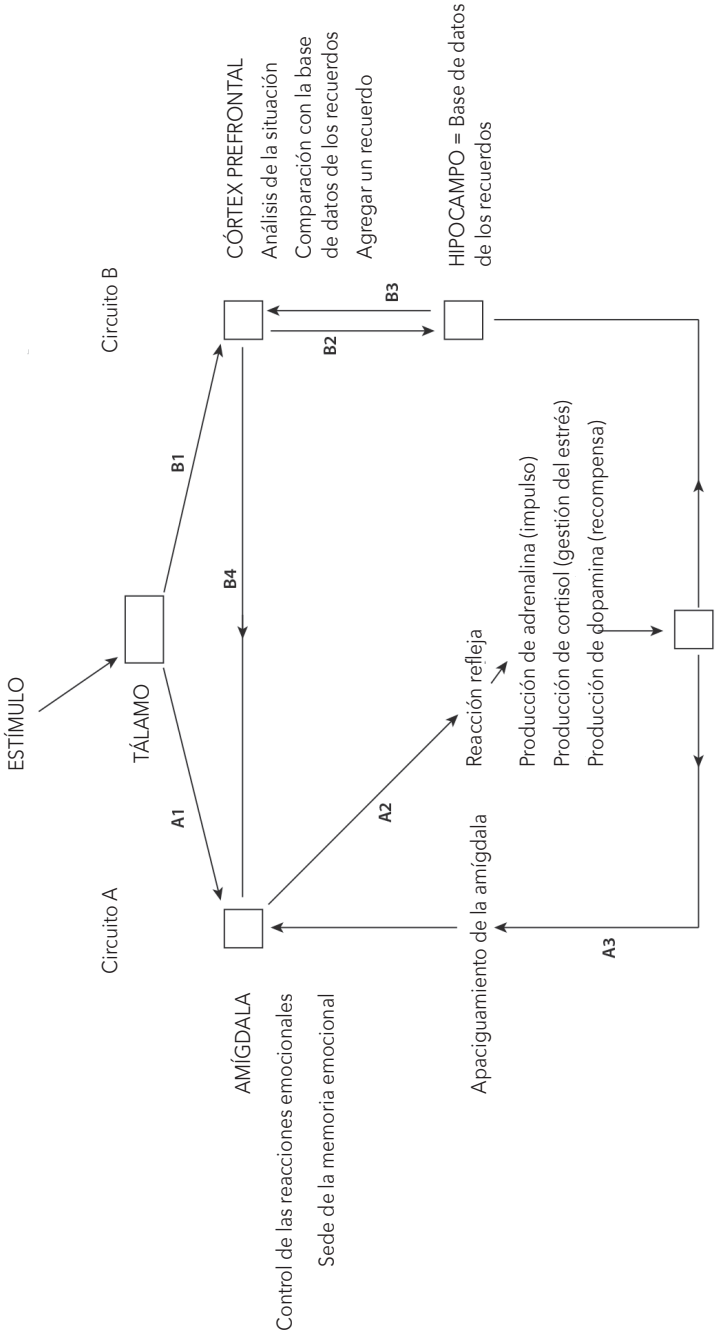 ESTÍMULO
Circuito A
Circuito B
TÁLAMO
A1
B1
AMÍGDALA
Control de las reacciones emocionales
Sede de la memoria emocional
B4
CÓRTEX PREFRONTAL
Análisis de la situación
Comparación con la base
de datos de los recuerdos
Agregar un recuerdo
A2
B2
B3
Apaciguamiento de la amígdala
Reacción refleja
HIPOCAMPO = Base de datos
de los recuerdos
Producción de adrenalina (impulso)
Producción de cortisol (gestión del estrés)
Producción de dopamina (recompensa)
A3